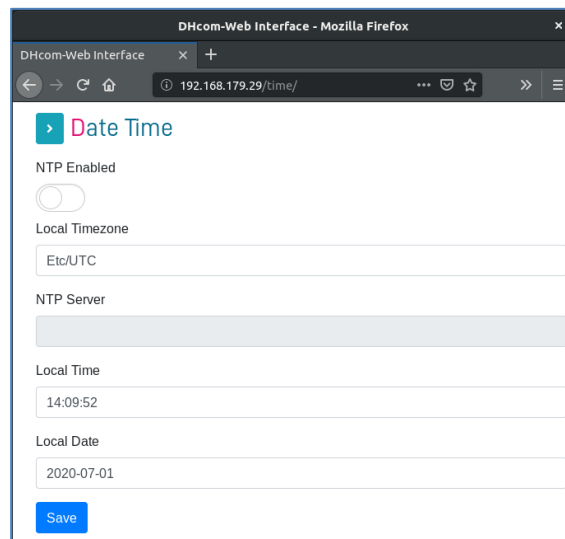 DHcom-Web Interface - Mozilla Firefox
DHcom-Web Interface
192.168.179.29/time/
Date Time
NTP Enabled
Local Timezone
Etc/UTC
NTP Server
Local Time
14:09:52
Local Date
2020-07-01
Save